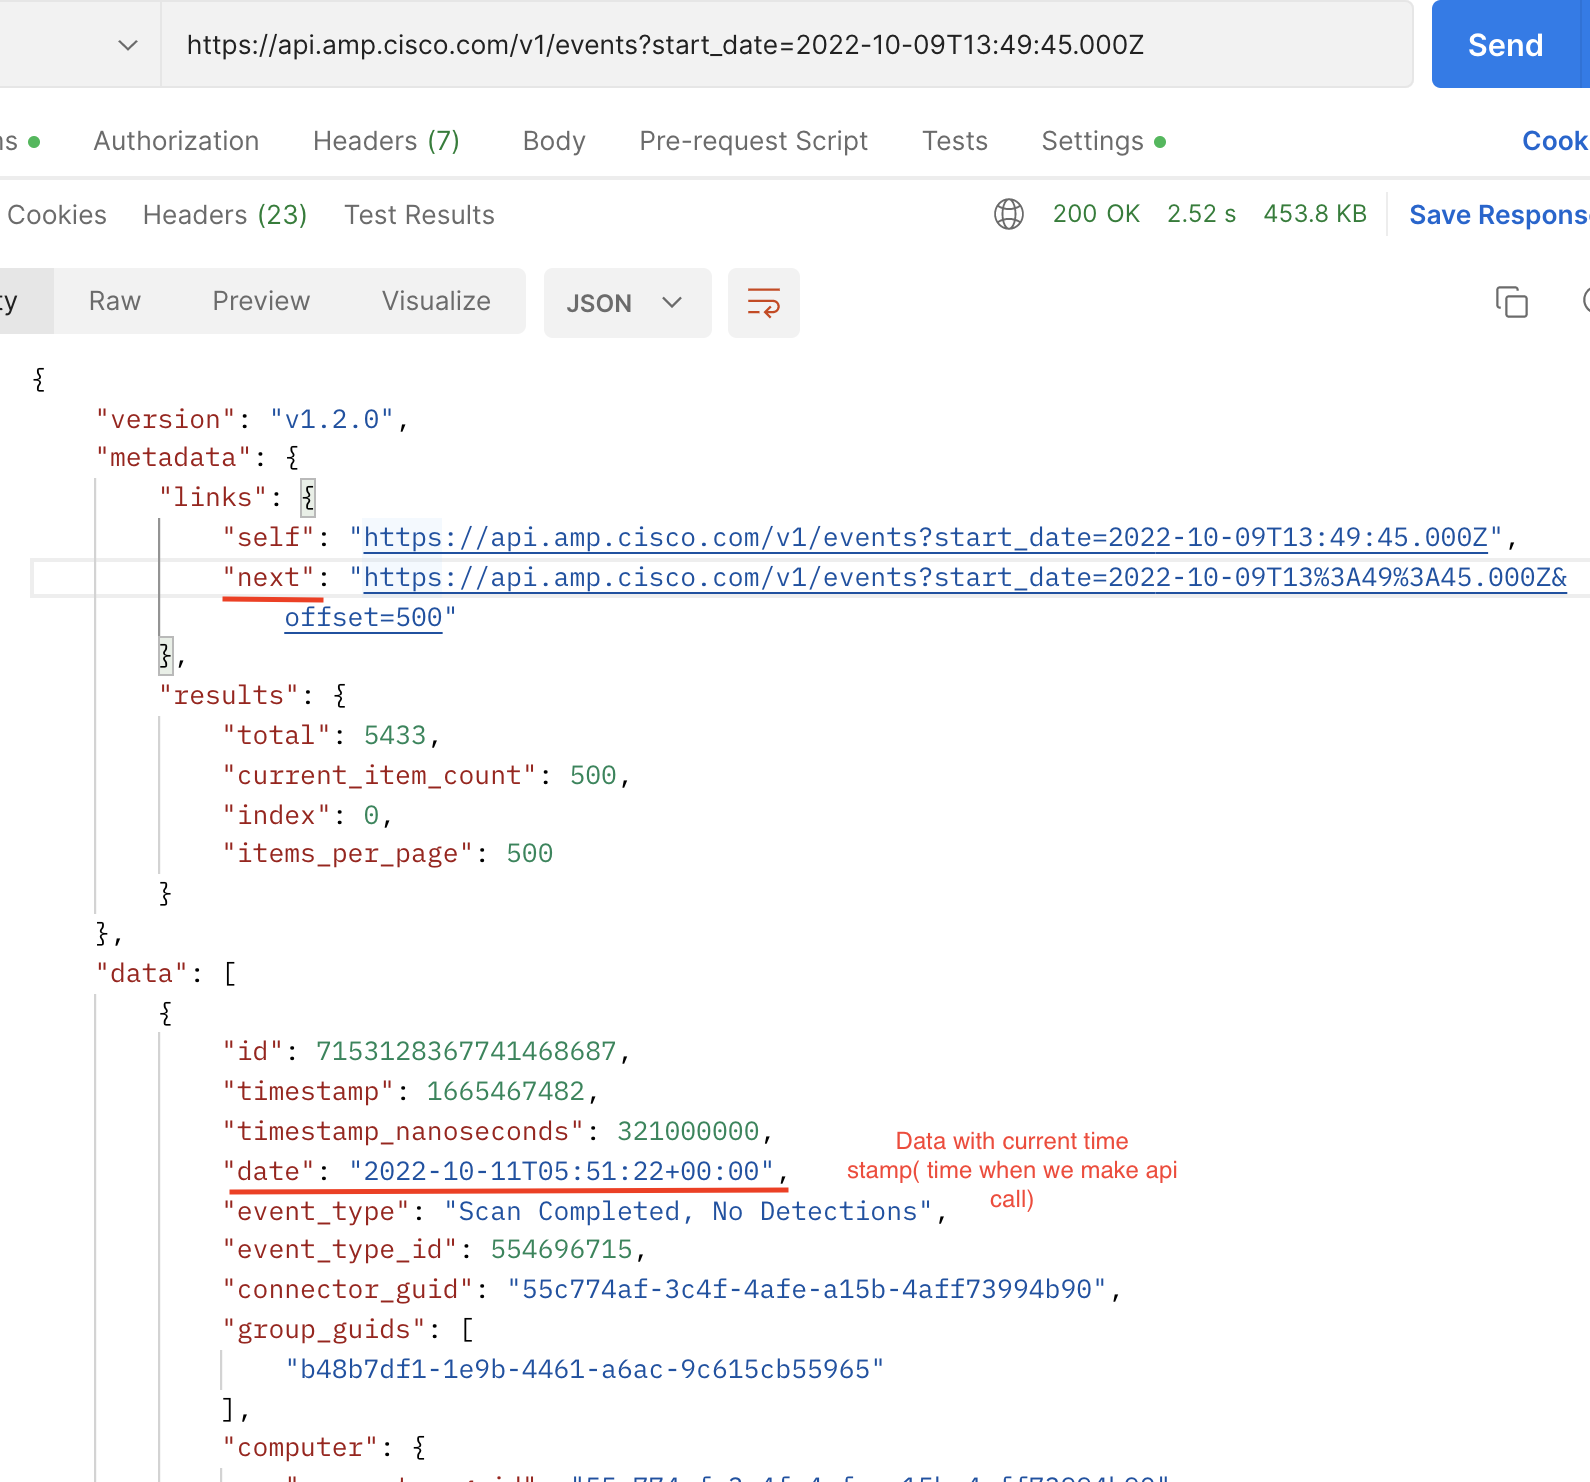 https://api.amp.cisco.com/v1/events?start_date=2022-10-09T13:49:45.000Z
Send
Authorization Headers (7) Body Pre-request Script Tests Settings Cook
Cookies Headers (23) Test Results 200 OK 2.52 s 453.8 KB Save Respons
Raw Preview Visualize JSON
{
"version": "v1.2.0",
"metadata": {
"links": {
"self": "https://api.amp.cisco.com/v1/events?start_date=2022-10-09T13:49:45.000Z",
"next": "https://api.amp.cisco.com/v1/events?start_date=2022-10-09T13%3A49%3A45.000Z&
offset=500"
},
"results": {
"total": 5433,
"current_item_count": 500,
"index": 0,
"items_per_page": 500
}
},
"data": [
{
"id": 7153128367741468687,
"timestamp": 1665467482,
"timestamp_nanoseconds": 321000000,
"date": "2022-10-11T05:51:22+00:00",
Data with current time
stamp( time when we make api
call)
"event_type": "Scan Completed, No Detections",
"event_type_id": 554696715,
"connector_guid": "55c774af-3c4f-4afe-a15b-4aff73994b90",
"group_guids": [
"b48b7df1-1e9b-4461-a6ac-9c615cb55965"
],
"computer": {